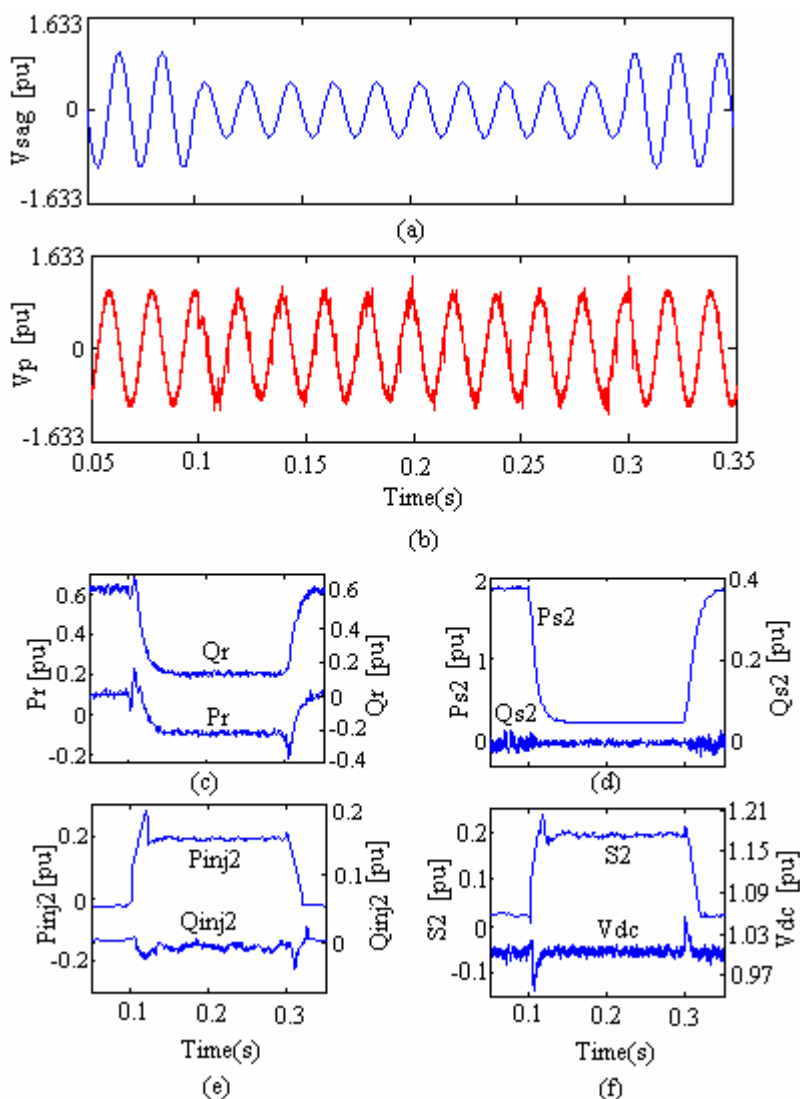 1.633
Vsag [pu]
0
-1.633
(a)
1.633
Vp [pu]
0
-1.633
0.05 0.1 0.15 0.2 0.25 0.3 0.35
Time(s)
(b)
0.6
0.4
0.2
0
-0.2
Pr [pu]
Qr
Pr
0.6
0.4
0.2
0
-0.2
-0.4
Qr [pu]
(c)
2
1
0
Ps2 [pu]
Ps2
Qs2
0.4
0.2
0
Qs2 [pu]
(d)
0.2
0
-0.2
Pinj2 [pu]
Pinj2
Qinj2
0.2
0.1
0
Qinj2 [pu]
0.1 0.2 0.3
Time(s)
(e)
0.2
0.1
0
-0.1
S2 [pu]
S2
Vdc
1.21
1.15
1.09
1.03
0.97
Vdc [pu]
0.1 0.2 0.3
Time(s)
(f)